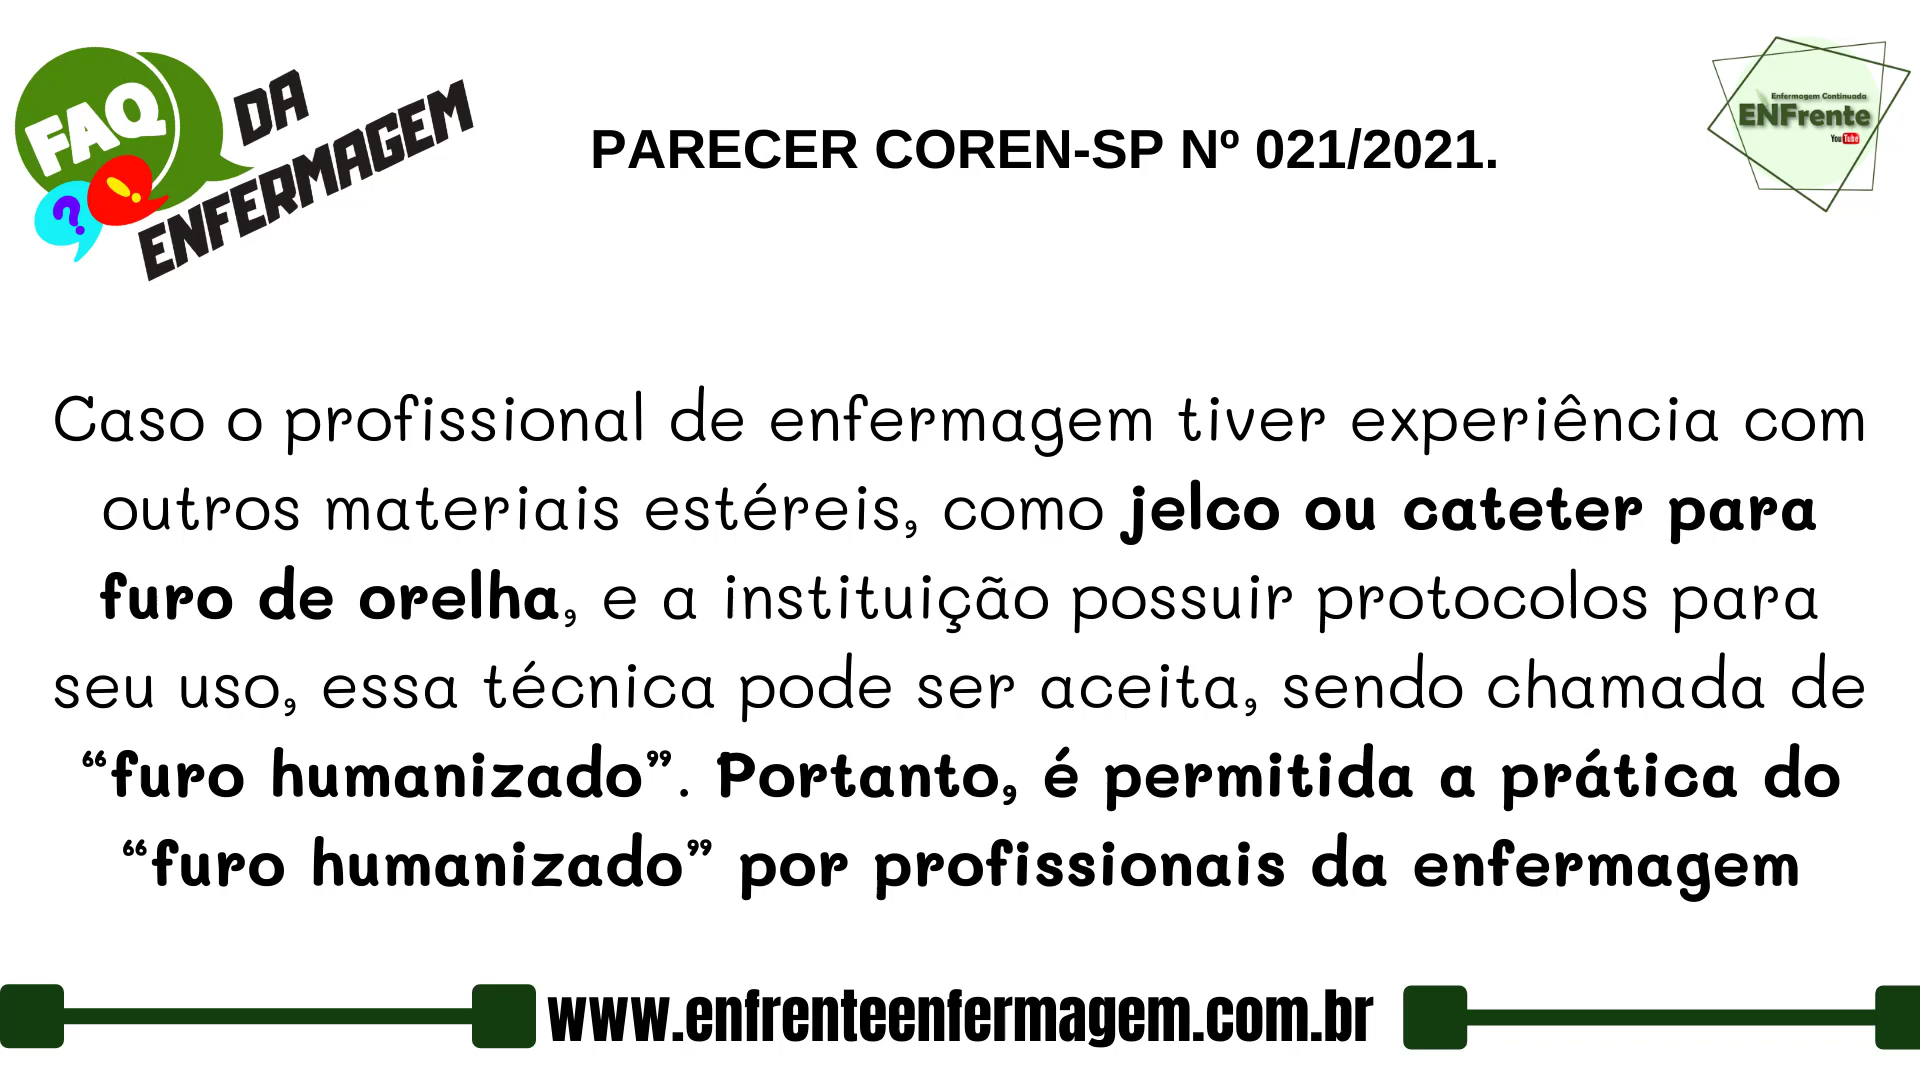 FAQ
DA
ENFERMAGEM
? !
PARECER COREN-SP Nº 021/2021.
Enfermagem Continuada
ENFrente
YouTube
Caso o profissional de enfermagem tiver experiência com
outros materiais estéreis, como jelco ou cateter para
furo de orelha, e a instituição possuir protocolos para
seu uso, essa técnica pode ser aceita, sendo chamada de
“furo humanizado”. Portanto, é permitida a prática do
“furo humanizado” por profissionais da enfermagem
www.enfrenteenfermagem.com.br